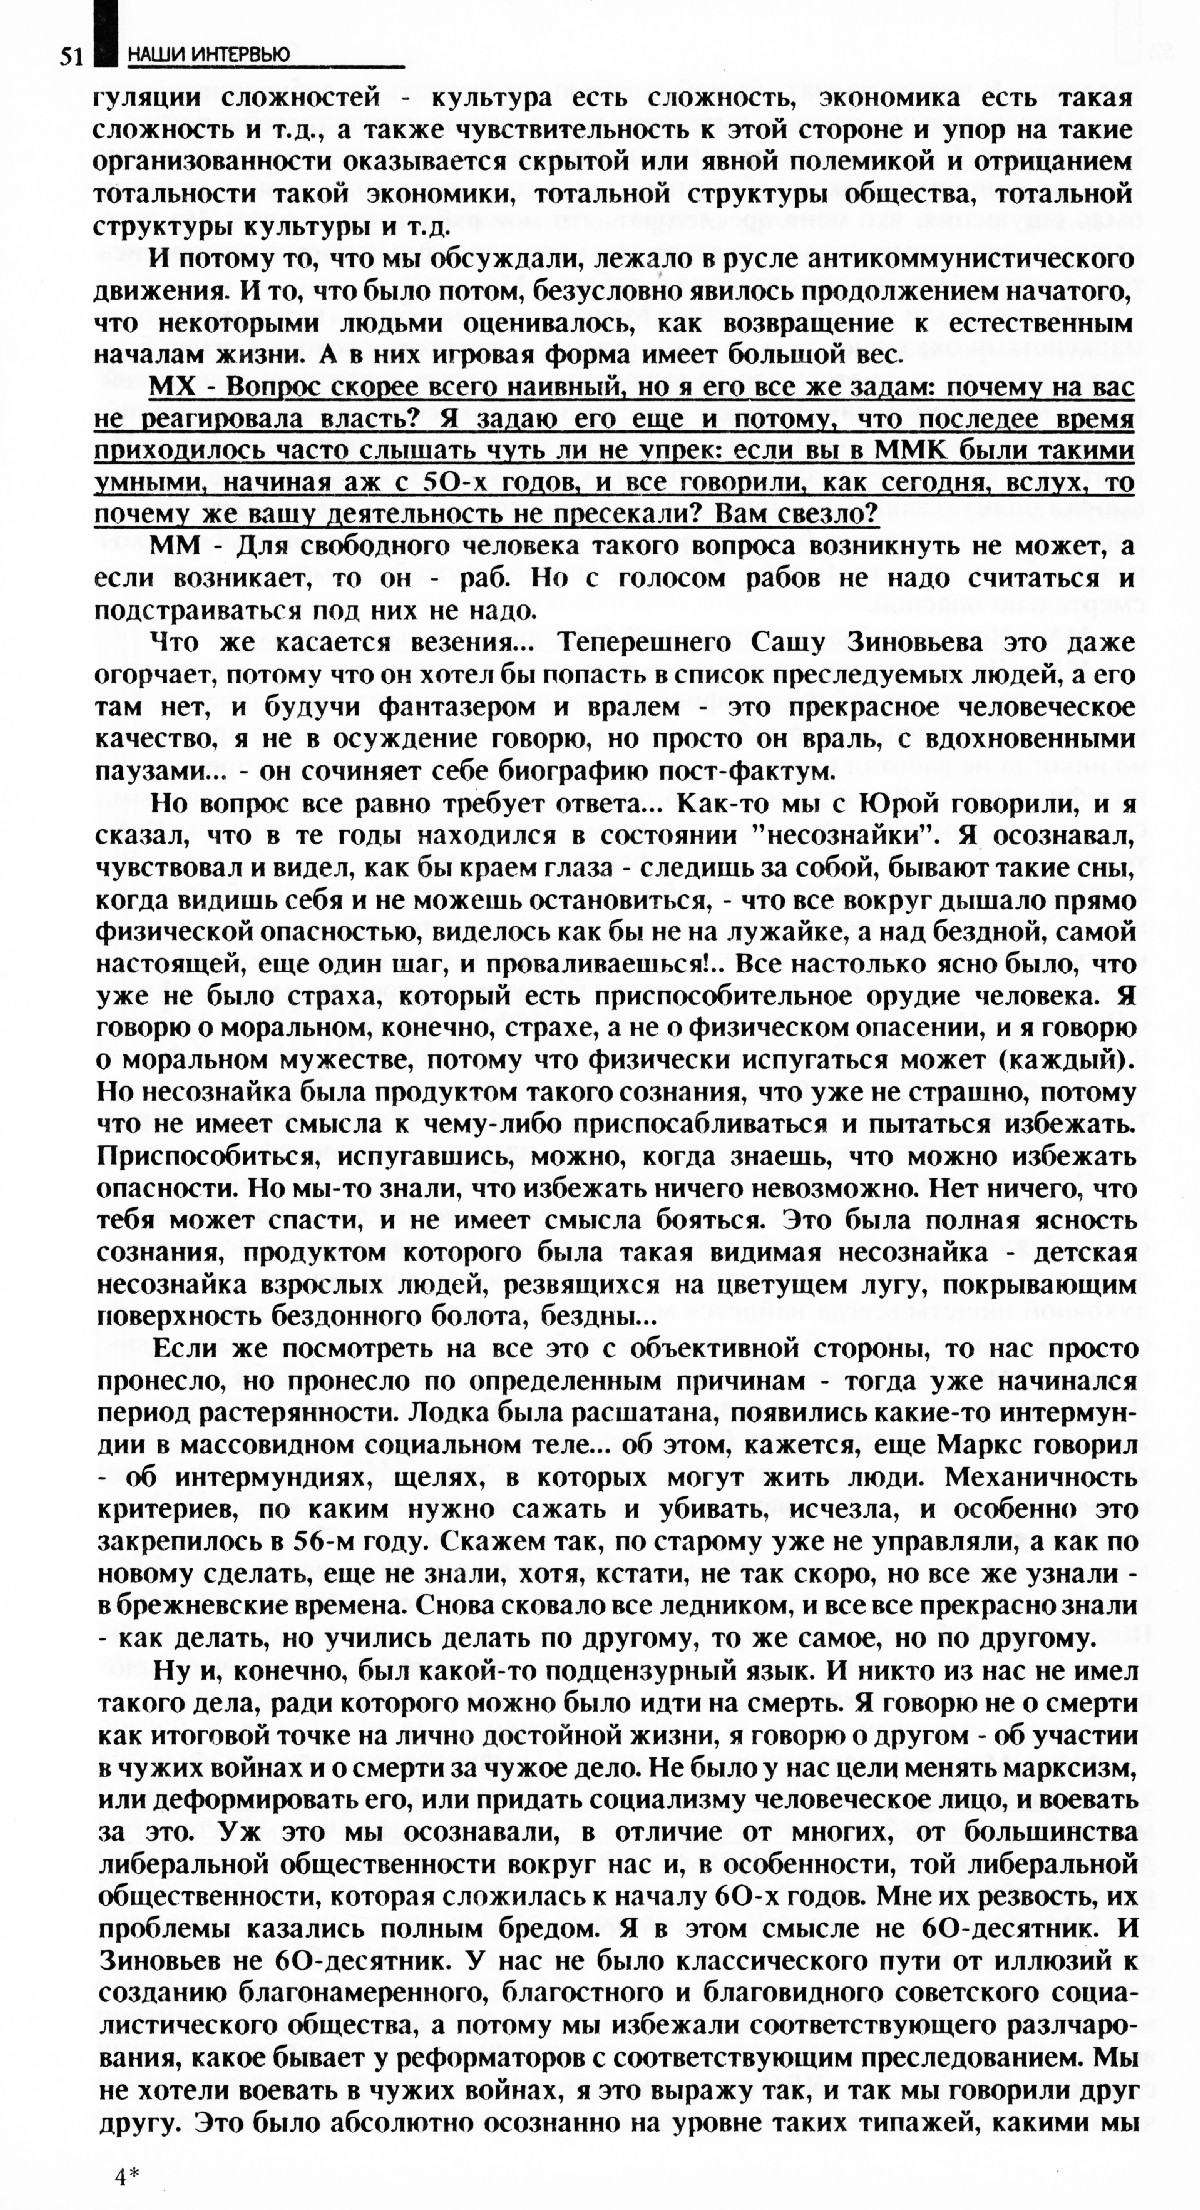 51 НАШИ ИНТЕРВЬЮ
гуляции сложностей - культура есть сложность, экономика есть такая
сложность и т.д., а также чувствительность к этой стороне и упор на такие
организованности оказывается скрытой или явной полемикой и отрицанием
тотальности такой экономики, тотальной структуры общества, тотальной
структуры культуры и т.д.
И потому то, что мы обсуждали, лежало в русле антикоммунистического
движения. И то, что было потом, безусловно явилось продолжением начатого,
что некоторыми людьми оценивалось, как возвращение к естественным
началам жизни. А в них игровая форма имеет большой вес.
МХ - Вопрос скорее всего наивный, но я его все же задам: почему на вас
не реагировала власть? Я задаю его еще и потому, что последее время
приходилось часто слышать чуть ли не упрек: если вы в ММК были такими
умными, начиная аж с 5О-х годов, и все говорили, как сегодня, вслух, то
почему же вашу деятельность не пресекали? Вам свезло?
ММ - Для свободного человека такого вопроса возникнуть не может, а
если возникает, то он - раб. Но с голосом рабов не надо считаться и
подстраиваться под них не надо.
Что же касается везения... Теперешнего Сашу Зиновьева это даже
огорчает, потому что он хотел бы попасть в список преследуемых людей, а его
там нет, и будучи фантазером и вралем - это прекрасное человеческое
качество, я не в осуждение говорю, но просто он враль, с вдохновенными
паузами... - он сочиняет себе биографию пост-фактум.
Но вопрос все равно требует ответа... Как-то мы с Юрой говорили, и я
сказал, что в те годы находился в состоянии "несознайки". Я осознавал,
чувствовал и видел, как бы краем глаза - следишь за собой, бывают такие сны,
когда видишь себя и не можешь остановиться, - что все вокруг дышало прямо
физической опасностью, виделось как бы не на лужайке, а над бездной, самой
настоящей, еще один шаг, и проваливаешься!.. Все настолько ясно было, что
уже не было страха, который есть приспособительное орудие человека. Я
говорю о моральном, конечно, страхе, а не о физическом опасении, и я говорю
о моральном мужестве, потому что физически испугаться может (каждый).
Но несознайка была продуктом такого сознания, что уже не страшно, потому
что не имеет смысла к чему-либо приспосабливаться и пытаться избежать.
Приспособиться, испугавшись, можно, когда знаешь, что можно избежать
опасности. Но мы-то знали, что избежать ничего невозможно. Нет ничего, что
тебя может спасти, и не имеет смысла бояться. Это была полная ясность
сознания, продуктом которого была такая видимая несознайка - детская
несознайка взрослых людей, резвящихся на цветущем лугу, покрывающим
поверхность бездонного болота, бездны...
Если же посмотреть на все это с объективной стороны, то нас просто
пронесло, но пронесло по определенным причинам - тогда уже начинался
период растерянности. Лодка была расшатана, появились какие-то интермун-
дии в массовидном социальном теле... об этом, кажется, еще Маркс говорил
- об интермундиях, щелях, в которых могут жить люди. Механичность
критериев, по каким нужно сажать и убивать, исчезла, и особенно это
закрепилось в 56-м году. Скажем так, по старому уже не управляли, а как по
новому сделать, еще не знали, хотя, кстати, не так скоро, но все же узнали -
в брежневские времена. Снова сковало все ледником, и все все прекрасно знали
- как делать, но учились делать по другому, то же самое, но по другому.
Ну и, конечно, был какой-то подцензурный язык. И никто из нас не имел
такого дела, ради которого можно было идти на смерть. Я говорю не о смерти
как итоговой точке на лично достойной жизни, я говорю о другом - об участии
в чужих войнах и о смерти за чужое дело. Не было у нас цели менять марксизм,
или деформировать его, или придать социализму человеческое лицо, и воевать
за это. Уж это мы осознавали, в отличие от многих, от большинства
либеральной общественности вокруг нас и, в особенности, той либеральной
общественности, которая сложилась к началу 6О-х годов. Мне их резвость, их
проблемы казались полным бредом. Я в этом смысле не 6О-десятник. И
Зиновьев не 6О-десятник. У нас не было классического пути от иллюзий к
созданию благонамеренного, благостного и благовидного советского социа-
листического общества, а потому мы избежали соответствующего разлчаро-
вания, какое бывает у реформаторов с соответствующим преследованием. Мы
не хотели воевать в чужих войнах, я это выражу так, и так мы говорили друг
другу. Это было абсолютно осознанно на уровне таких типажей, какими мы
4*